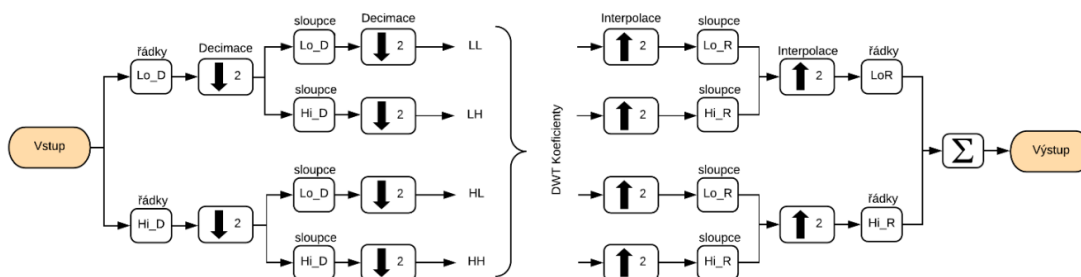 sloupce
Decimace
Interpolace
sloupce
řádky
Decimace
Lo_D
2
LL
2
Lo_R
Interpolace
řádky
Lo_D
2
sloupce
sloupce
2
LoR
Hi_D
2
LH
2
Hi_R
Vstup
DWT Koeficienty
Σ
Výstup
sloupce
sloupce
řádky
Lo_D
2
HL
2
Lo_R
řádky
Hi_D
2
sloupce
sloupce
2
Hi_R
Hi_D
2
HH
2
Hi_R